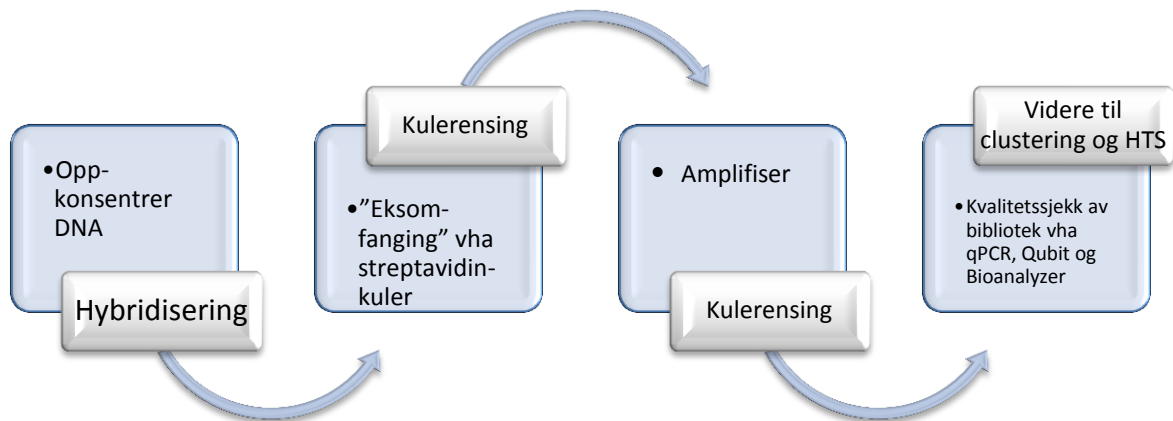 •Opp-
konsentrer
DNA
Hybridisering
Kulerensing
•”Eksom-
fanging” vha
streptavidin-
kuler
• Amplifiser
Kulerensing
Videre til
clustering og HTS
•Kvalitetssjekk av
bibliotek vha
qPCR, Qubit og
Bioanalyzer